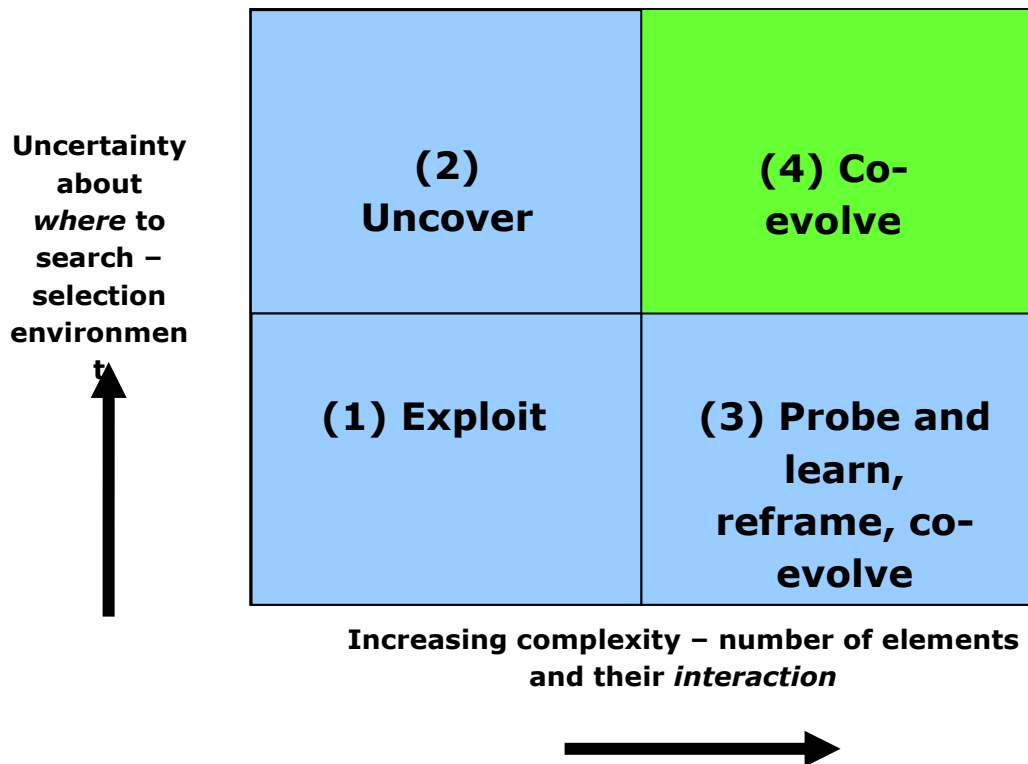 Uncertainty
about
where to
search –
selection
environmen
t
(2)
Uncover
(4) Co-
evolve
(1) Exploit
(3) Probe and
learn,
reframe, co-
evolve
Increasing complexity – number of elements
and their interaction